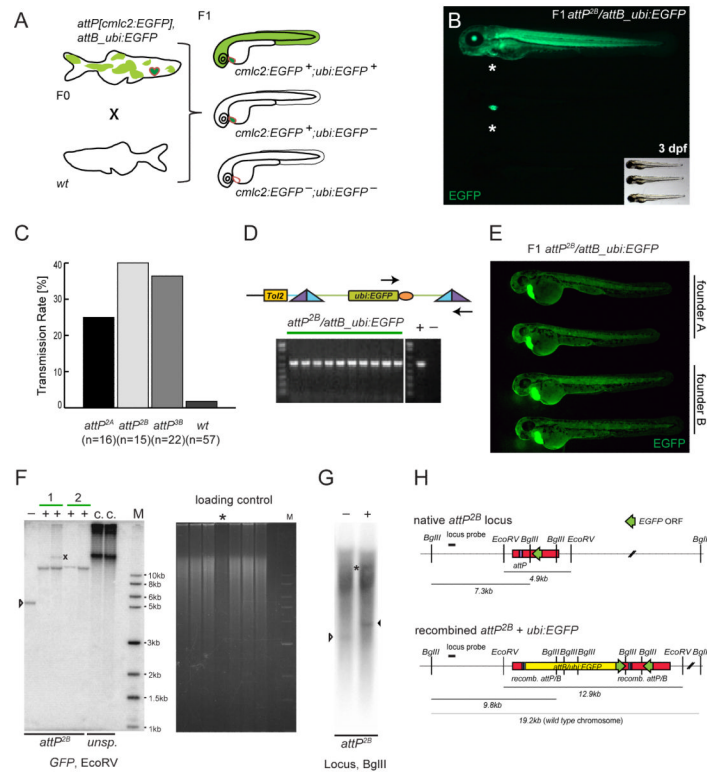 A
attP[cmlc2:EGFP],
attB_ubi:EGFP
F0
X
wt
F1
cmlc2:EGFP +;ubi:EGFP +
cmlc2:EGFP +;ubi:EGFP −
cmlc2:EGFP −;ubi:EGFP −
B
F1 attP2B/attB_ubi:EGFP
*
*
3 dpf
EGFP
C
Transmission Rate [%]
40
30
20
10
0
attP2A attP2B attP3B wt
(n=16)(n=15)(n=22)(n=57)
D
Tol2
ubi:EGFP
attP2B/attB_ubi:EGFP
+ −
E
F1 attP2B/attB_ubi:EGFP
founder A
founder B
EGFP
F
1 2
− + + + + c. c. M
x
10kb
6kb
5kb
3kb
2kb
1.5kb
1kb
attP2B unsp.
GFP, EcoRV
loading control
*
M
G
− +
*
attP2B
Locus, BglII
H
native attP2B locus
EGFP ORF
BglII locus probe EcoRV BglII BglII EcoRV BglII
attP
4.9kb
7.3kb
recombined attP2B + ubi:EGFP
BglII locus probe EcoRV BglII BglII BglII BglII BglII EcoRV BglII
attB/ubi:EGFP
recomb. attP/B recomb. attP/B
12.9kb
9.8kb
19.2kb (wild type chromosome)